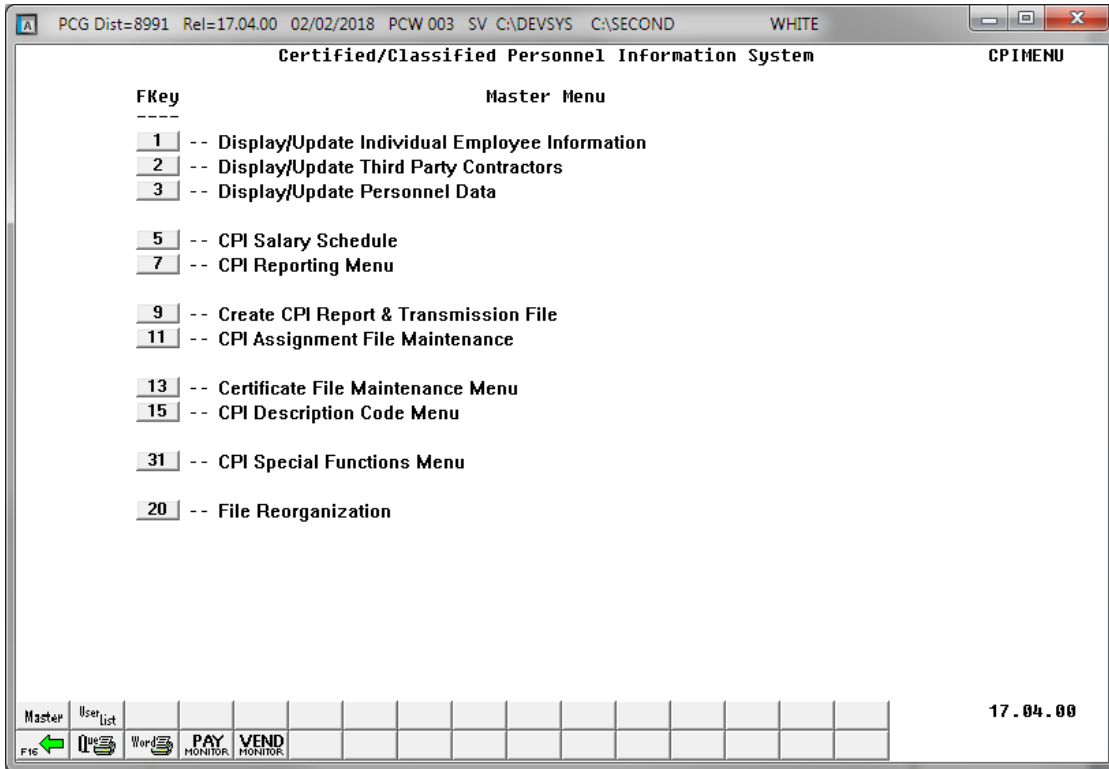 A PCG Dist=8991 Rel=17.04.00 02/02/2018 PCW 003 SV C:\DEVSYS C:\SECOND WHITE
Certified/Classified Personnel Information System CPIMENU
FKey Master Menu
----
1 -- Display/Update Individual Employee Information
2 -- Display/Update Third Party Contractors
3 -- Display/Update Personnel Data
5 -- CPI Salary Schedule
7 -- CPI Reporting Menu
9 -- Create CPI Report & Transmission File
11 -- CPI Assignment File Maintenance
13 -- Certificate File Maintenance Menu
15 -- CPI Description Code Menu
31 -- CPI Special Functions Menu
20 -- File Reorganization
Master User List 17.04.00
F16 Que Word PAY MONITOR VEND MONITOR